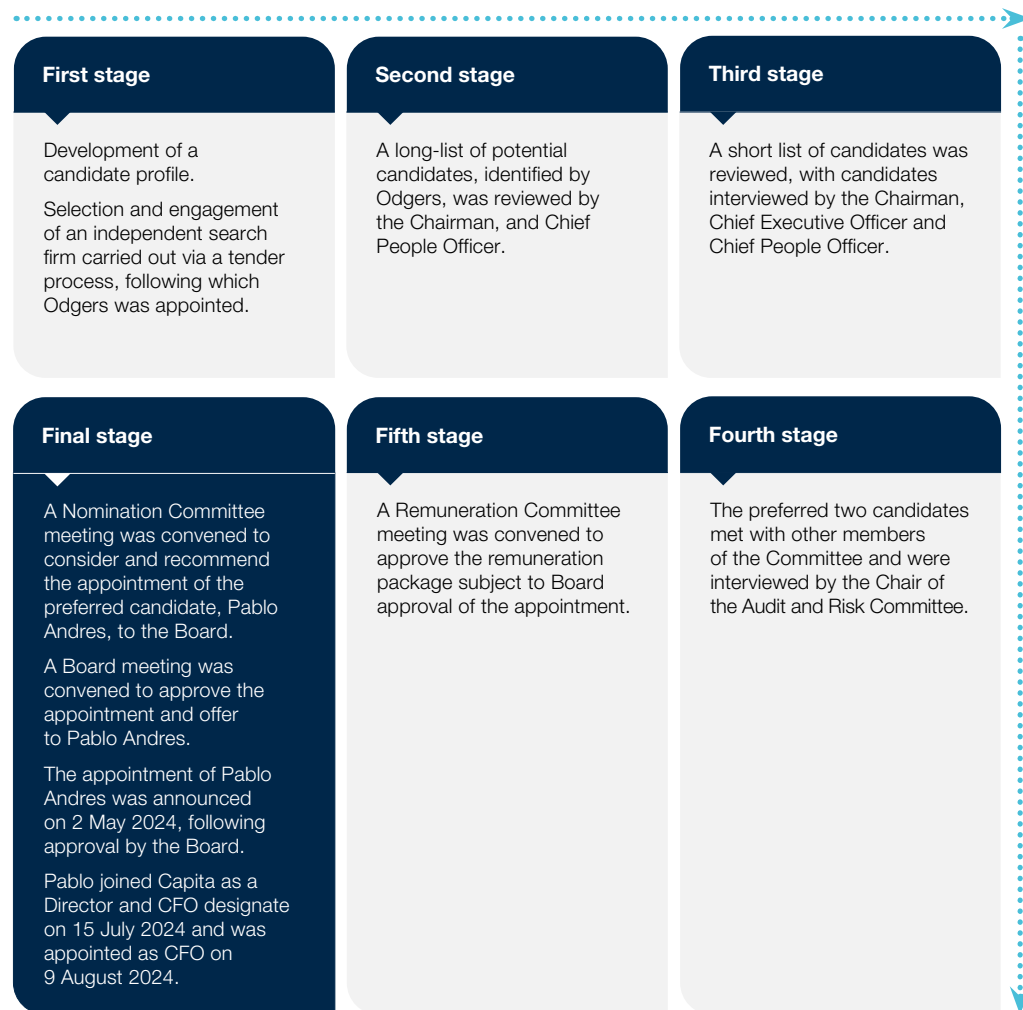 First stage
Development of a
candidate profile.
Selection and engagement
of an independent search
firm carried out via a tender
process, following which
Odgers was appointed.
Second stage
A long-list of potential
candidates, identified by
Odgers, was reviewed by
the Chairman, and Chief
People Officer.
Third stage
A short list of candidates was
reviewed, with candidates
interviewed by the Chairman,
Chief Executive Officer and
Chief People Officer.
Fourth stage
The preferred two candidates
met with other members
of the Committee and were
interviewed by the Chair of
the Audit and Risk Committee.
Fifth stage
A Remuneration Committee
meeting was convened to
approve the remuneration
package subject to Board
approval of the appointment.
Final stage
A Nomination Committee
meeting was convened to
consider and recommend
the appointment of the
preferred candidate, Pablo
Andres, to the Board.
A Board meeting was
convened to approve the
appointment and offer
to Pablo Andres.
The appointment of Pablo
Andres was announced
on 2 May 2024, following
approval by the Board.
Pablo joined Capita as a
Director and CFO designate
on 15 July 2024 and was
appointed as CFO on
9 August 2024.